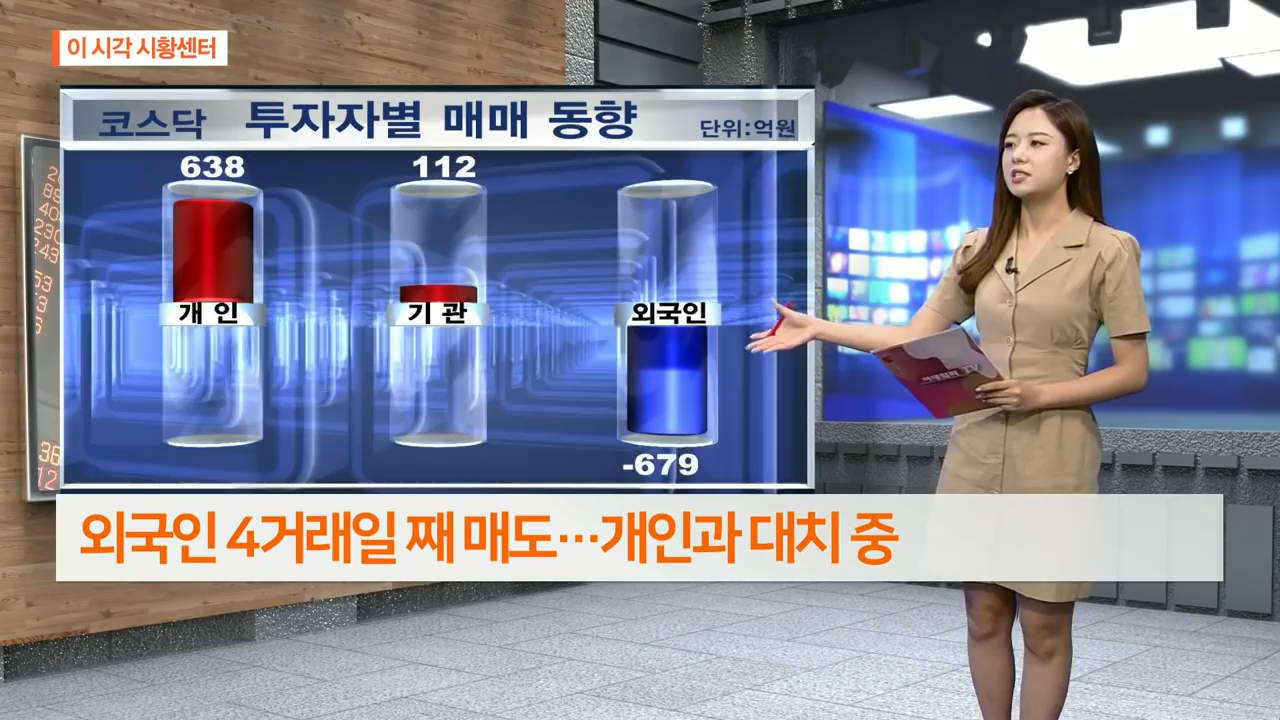 이 시각 시황센터
코스닥 투자자별 매매 동향 단위:억원
638 112
개 인 기 관 외국인
-679
외국인 4거래일 째 매도…개인과 대치 중